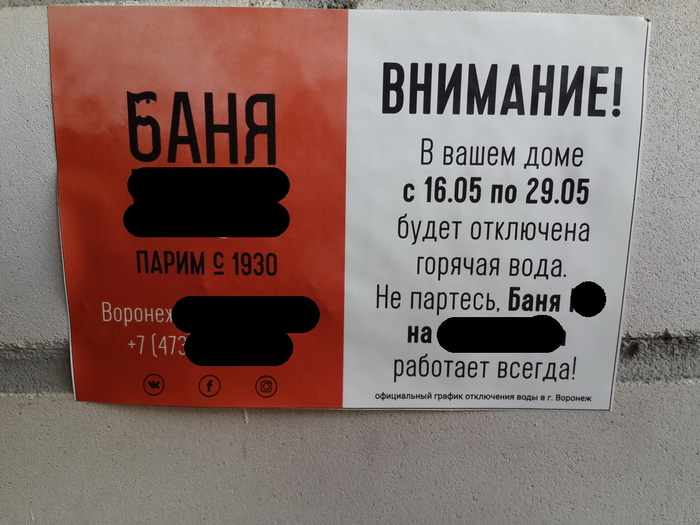 БАНЯ
ПАРИМ С 1930
Воронеж
+7 (473
ВНИМАНИЕ!
В вашем доме
с 16.05 по 29.05
будет отключена
горячая вода.
Не партесь, Баня
на
работает всегда!
официальный график отключения воды в г. Воронеж